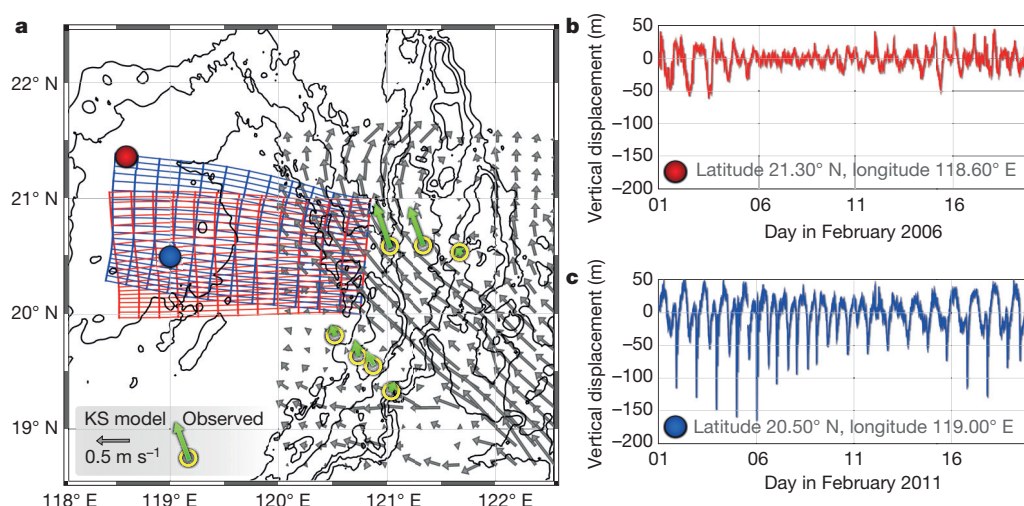 a
22° N
21° N
20° N
19° N
KS model Observed
0.5 m s⁻¹
118° E 119° E 120° E 121° E 122° E
b
Vertical displacement (m)
50
0
−50
−100
−150
−200
Latitude 21.30° N, longitude 118.60° E
01 06 11 16
Day in February 2006
c
Vertical displacement (m)
50
0
−50
−100
−150
−200
Latitude 20.50° N, longitude 119.00° E
01 06 11 16
Day in February 2011